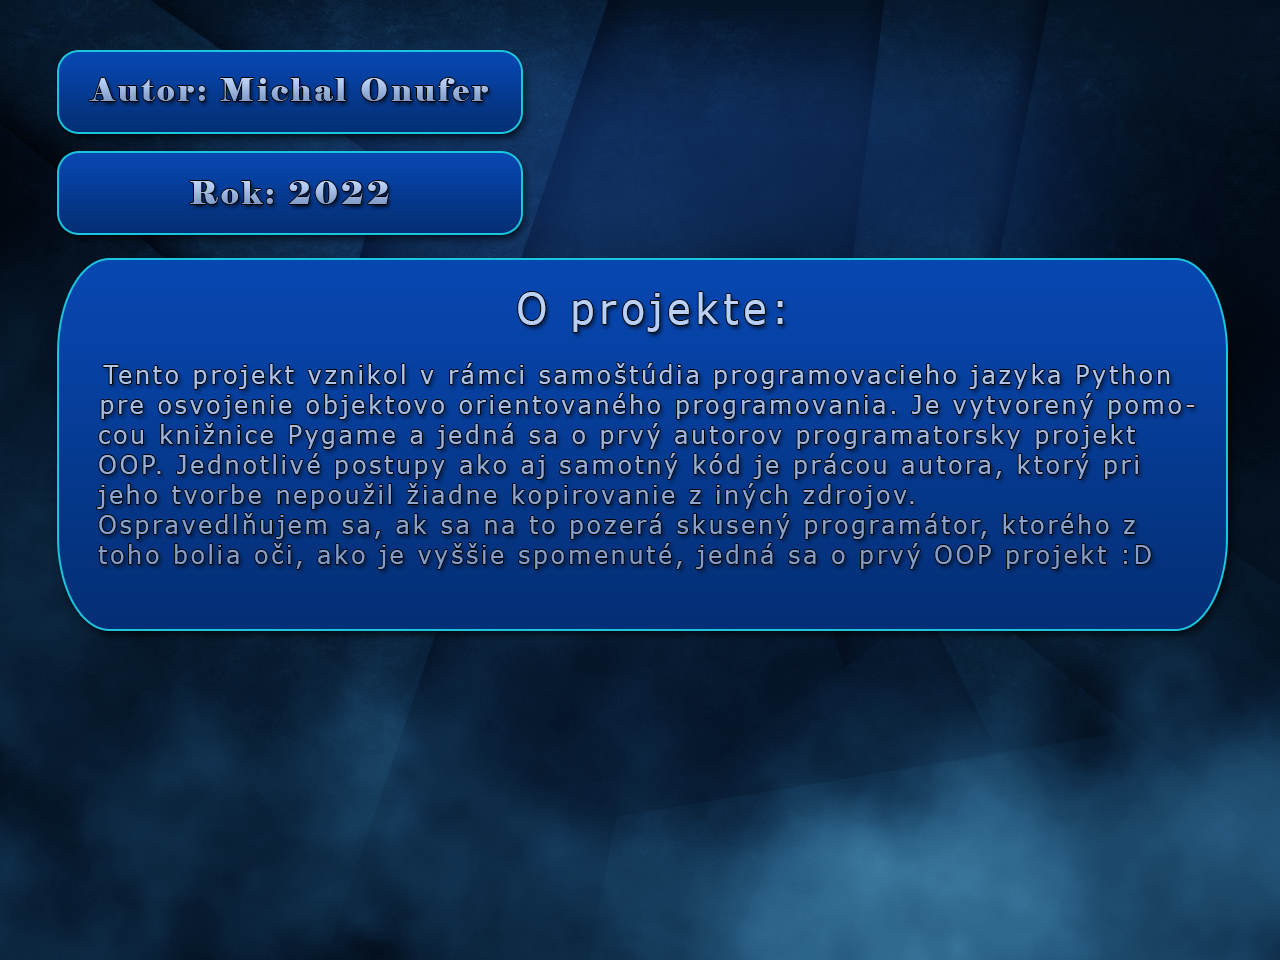 Autor: Michal Onufer
Rok: 2022
O projekte:
Tento projekt vznikol v rámci samoštúdia programovacieho jazyka Python
pre osvojenie objektovo orientovaného programovania. Je vytvorený pomo-
cou knižnice Pygame a jedná sa o prvý autorov programatorsky projekt
OOP. Jednotlivé postupy ako aj samotný kód je prácou autora, ktorý pri
jeho tvorbe nepoužil žiadne kopirovanie z iných zdrojov.
Ospravedlňujem sa, ak sa na to pozerá skusený programátor, ktorého z
toho bolia oči, ako je vyššie spomenuté, jedná sa o prvý OOP projekt :D